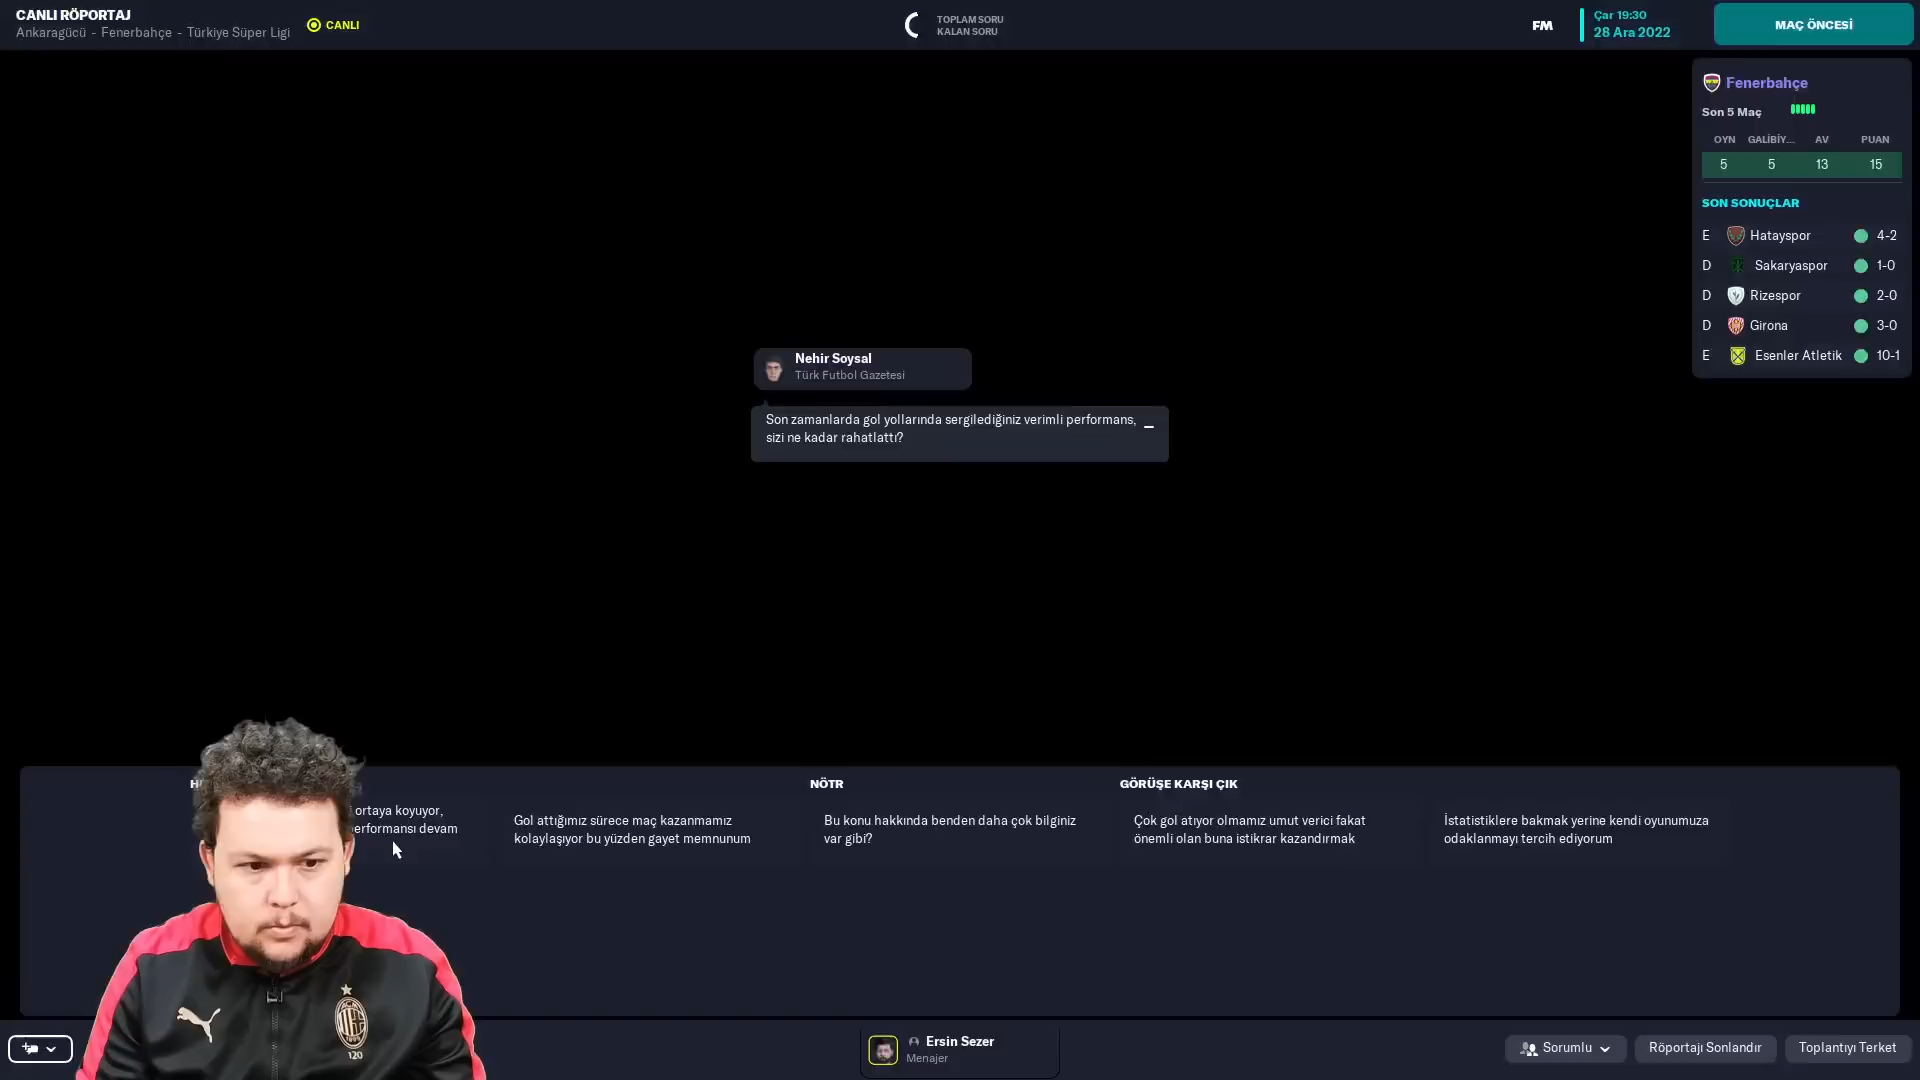 CANLI RÖPORTAJ
Ankaragücü - Fenerbahçe - Türkiye Süper Ligi
CANLI
TOPLAM SORU
KALAN SORU
FM
Çar 19:30
28 Ara 2022
MAÇ ÖNCESİ
Fenerbahçe
Son 5 Maç
OYN GALİBİY... AV PUAN
5 5 13 15
SON SONUÇLAR
E Hatayspor 4-2
D Sakaryaspor 1-0
D Rizespor 2-0
D Girona 3-0
E Esenler Atletik 10-1
Nehir Soysal
Türk Futbol Gazetesi
Son zamanlarda gol yollarında sergilediğiniz verimli performans,
sizi ne kadar rahatlattı?
NÖTR
GÖRÜŞE KARŞI ÇIK
ortaya koyuyor,
devam
Gol attığımız sürece maç kazanmamız
kolaylaşıyor bu yüzden gayet memnunum
Bu konu hakkında benden daha çok bilginiz
var gibi?
Çok gol atıyor olmamız umut verici fakat
önemli olan buna istikrar kazandırmak
İstatistiklere bakmak yerine kendi oyunumuza
odaklanmayı tercih ediyorum
ACM
1899
120
Ersin Sezer
Menajer
Sorumlu
Röportajı Sonlandır
Toplantıyı Terket